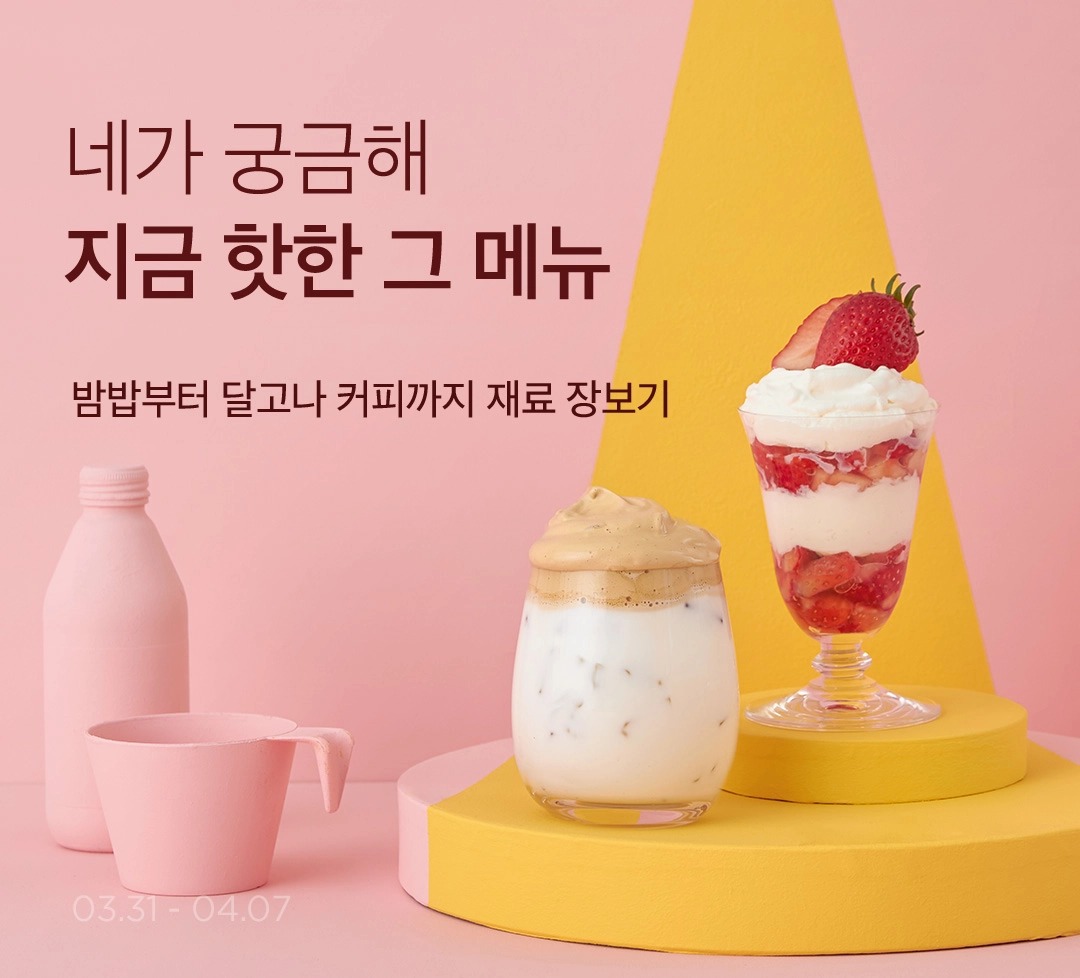 네가 궁금해
지금 핫한 그 메뉴
밤밥부터 달고나 커피까지 재료 장보기
03.31 - 04.07